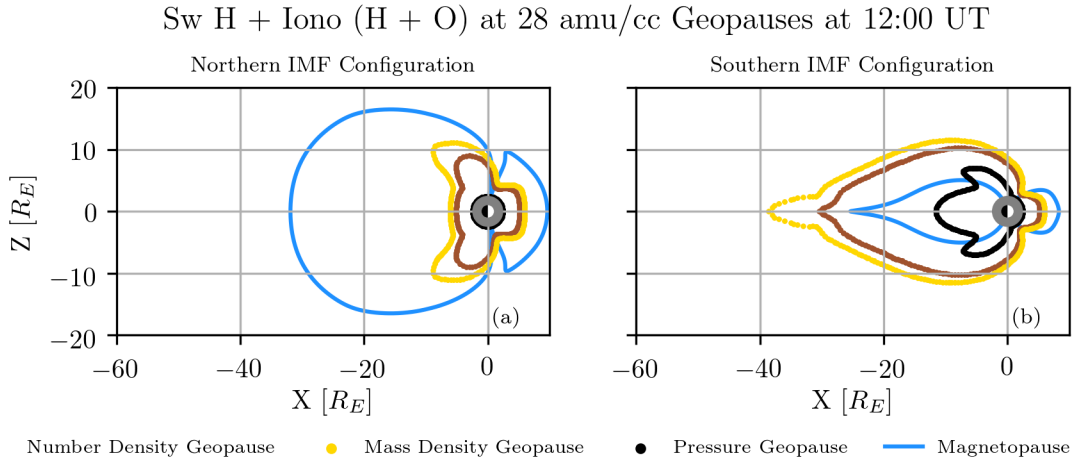 Sw H + Iono (H + O) at 28 amu/cc Geopauses at 12:00 UT
Northern IMF Configuration
Southern IMF Configuration
20
10
0
−10
−20
Z [R_E]
(a)
(b)
−60
−40
−20
0
−60
−40
−20
0
X [R_E]
X [R_E]
Number Density Geopause
Mass Density Geopause
Pressure Geopause
Magnetopause